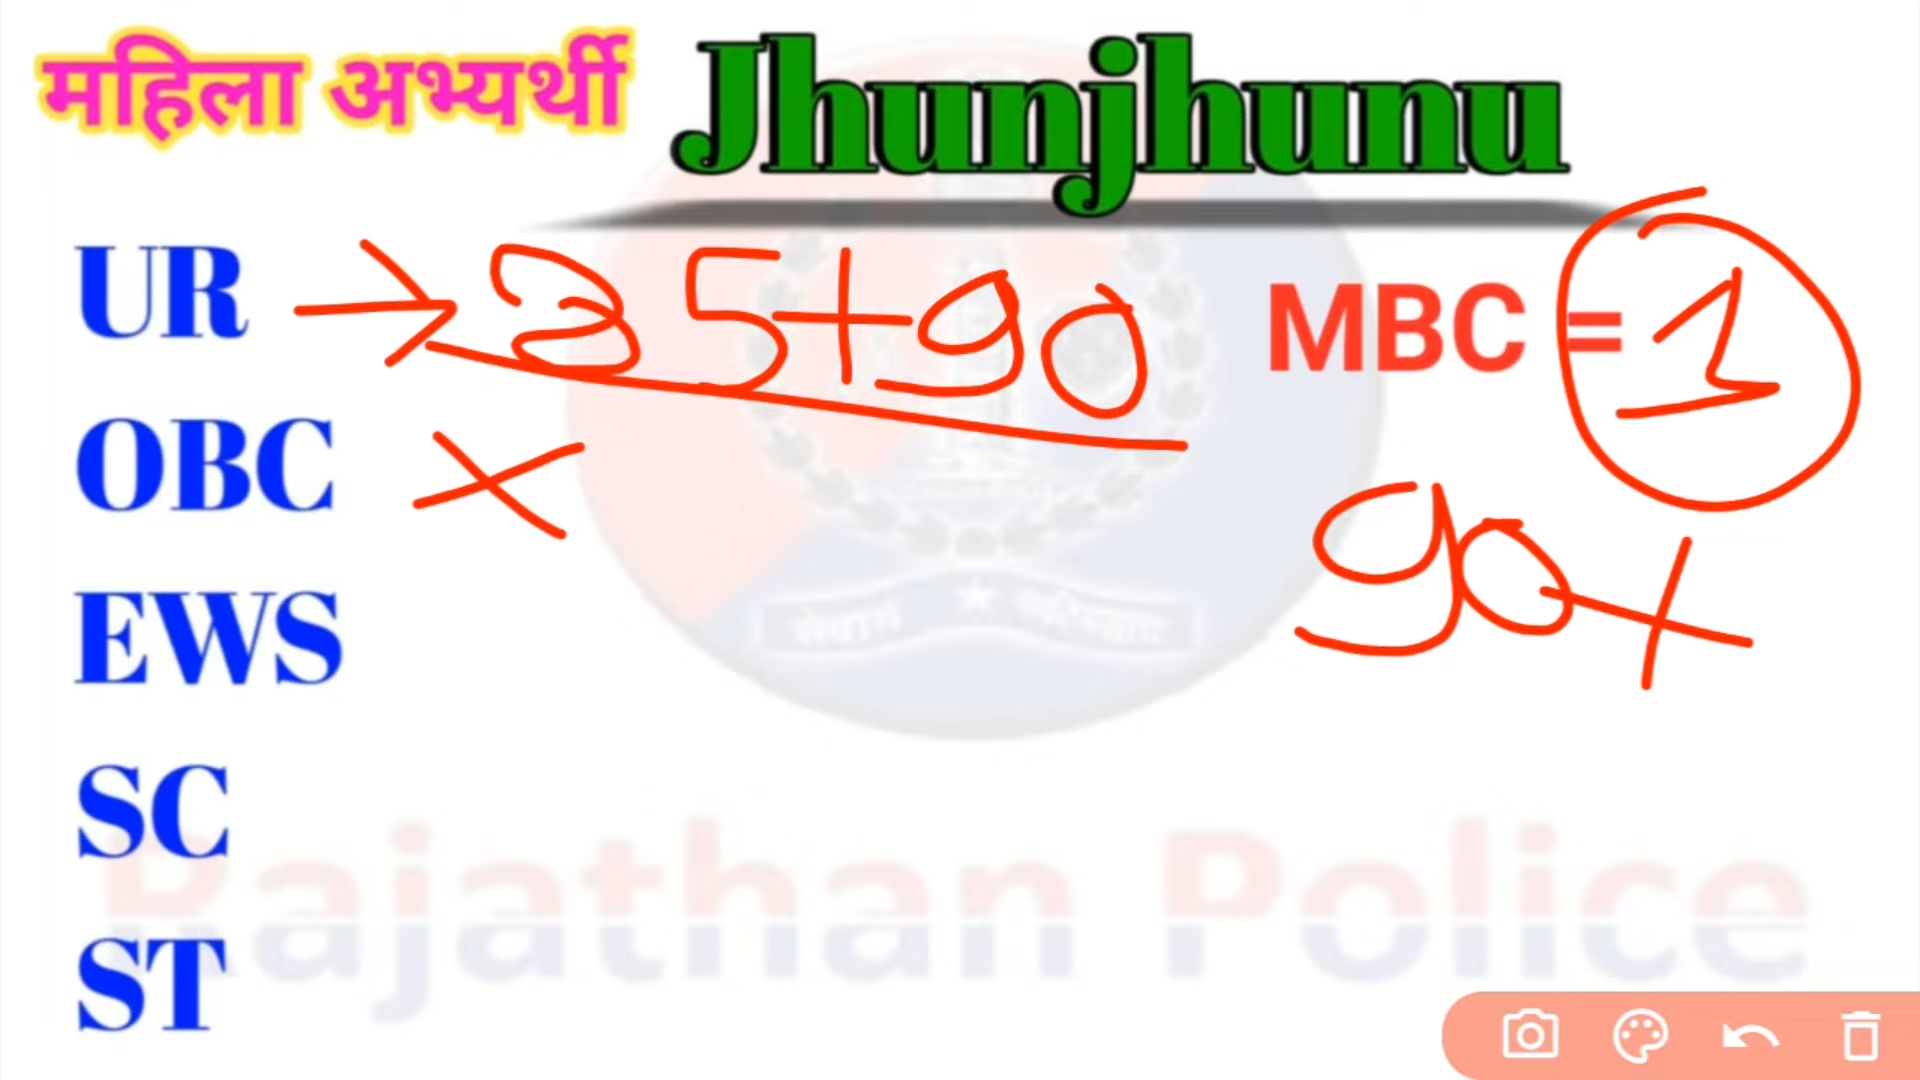 महिला अभ्यर्थी Jhunjhunu
UR → 35+90 MBC = 1
OBC ×
90+
EWS
SC
Rajathan Police
ST